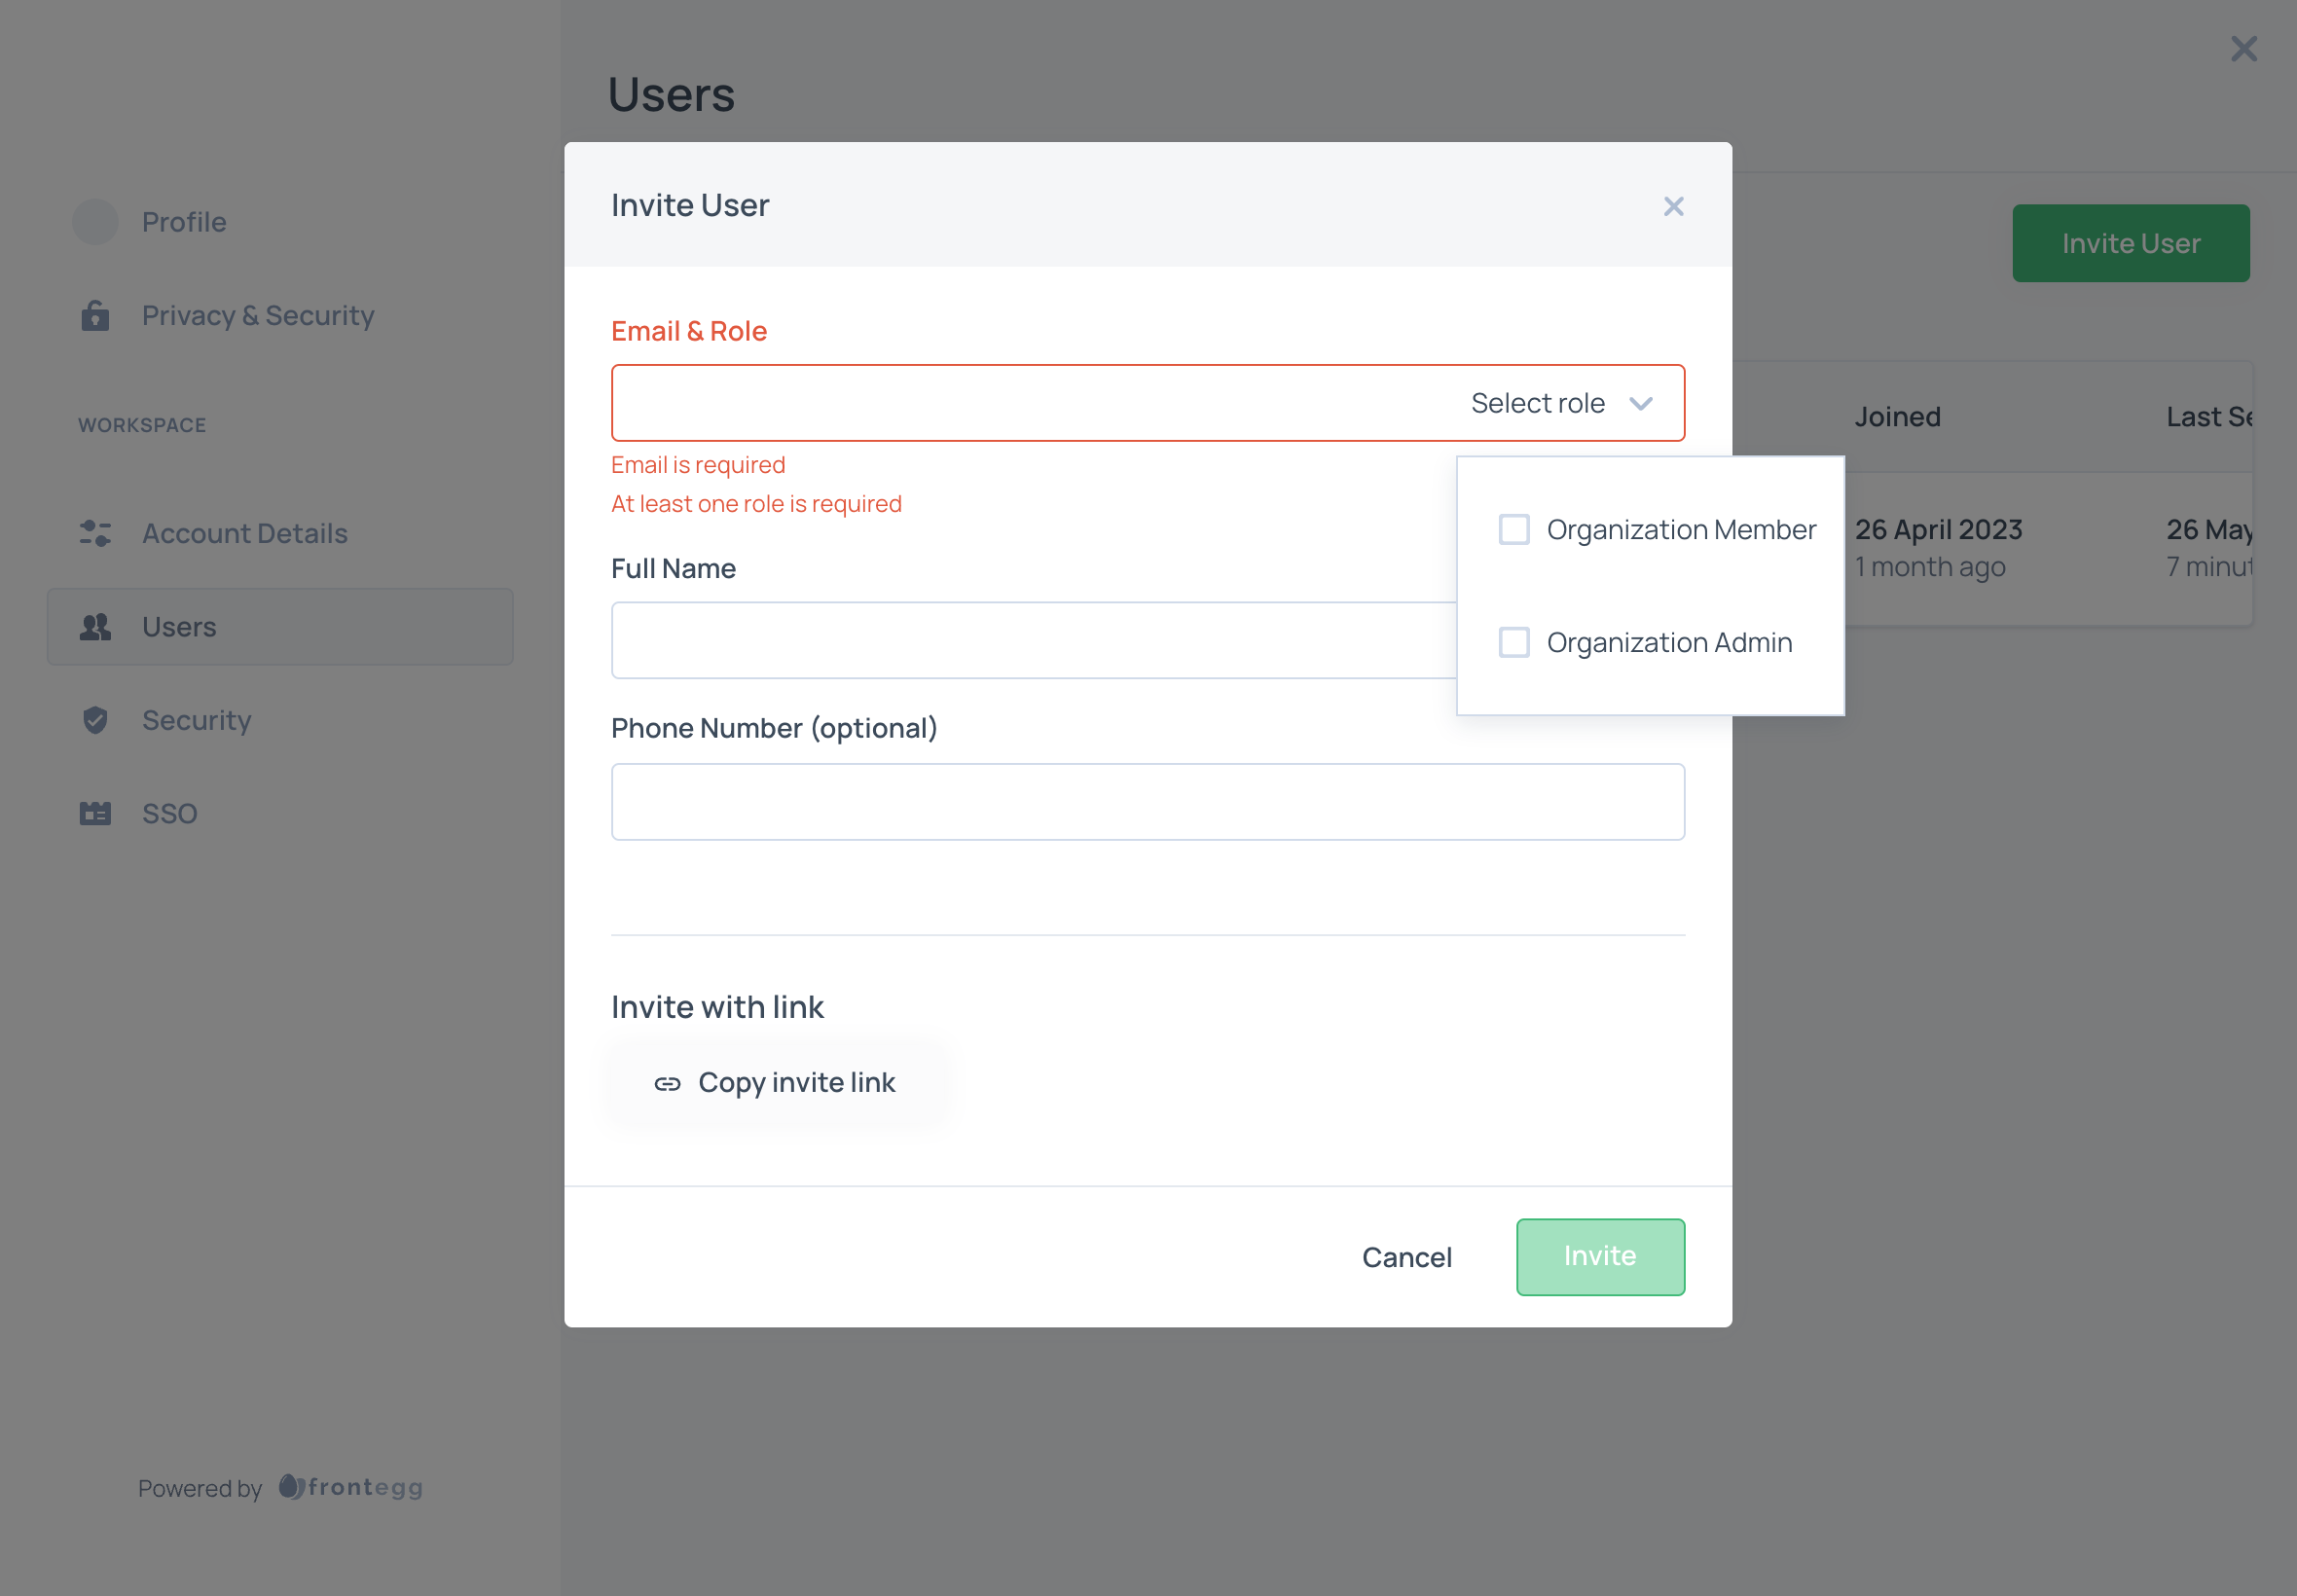 Users
Profile
Privacy & Security
WORKSPACE
Account Details
Users
Security
SSO
Powered by frontegg
Invite User
Joined
Last Se
26 April 2023
26 May
1 month ago
7 minut
Invite User
Email & Role
Select role
Email is required
At least one role is required
Organization Member
Organization Admin
Full Name
Phone Number (optional)
Invite with link
Copy invite link
Cancel
Invite